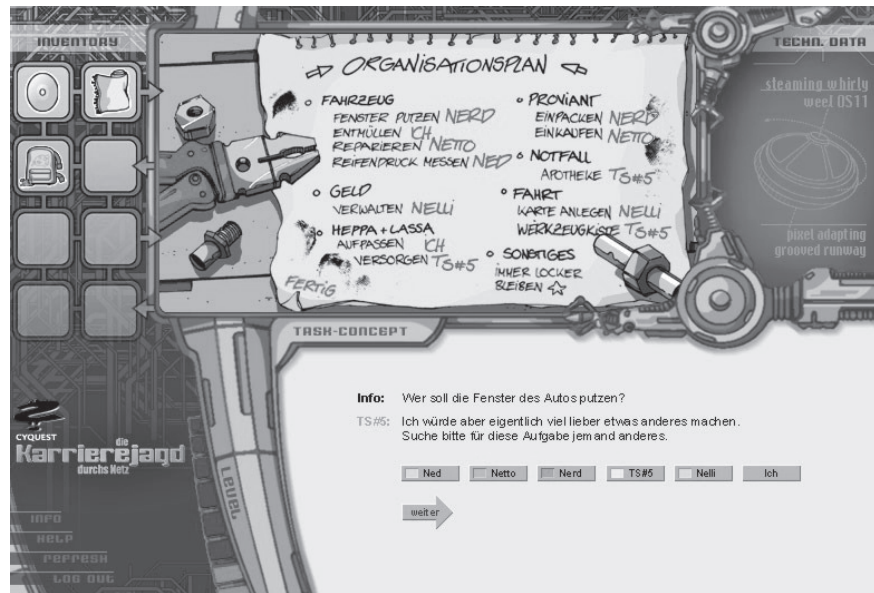 INVENTORY
TECHN. DATA
steaming whirly
weel OS11
pixel adapting
grooved runway
ORGANISATIONSPLAN
FAHRZEUG
FENSTER PUTZEN NERD
ENTHÜLLEN ICH
REPARIEREN NETTO
REIFENDRUCK MESSEN NED
GELD
VERWALTEN NELLI
HEPPA + LASSA
AUFPASSEN ICH
VERSORGEN TS#5
FERTIG
PROVIANT
EINPACKEN NERD
EINKAUFEN NETTO
NOTFALL
APOTHEKE TS#5
FAHRT
KARTE ANLEGEN NELLI
WERKZEUGKISTE TS#5
SONSTIGES
IMMER LOCKER
BLEIBEN
TASK-CONCEPT
Info: Wer soll die Fenster des Autos putzen?
TS#5: Ich würde aber eigentlich viel lieber etwas anderes machen.
Suche bitte für diese Aufgabe jemand anderes.
Ned Netto Nerd TS#5 Nelli Ich
weiter
CYQUEST
die
Karrierejagd
durchs Netz
LEVEL
INFO
HELP
REFRESH
LOG OUT